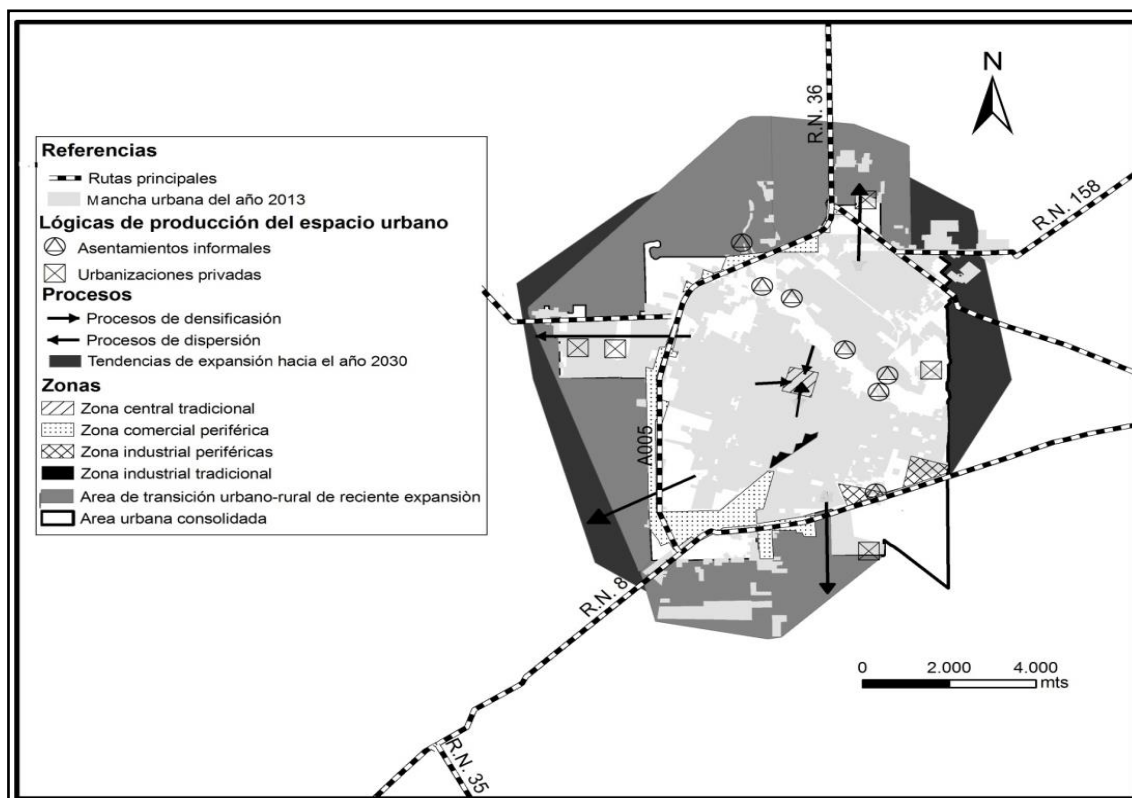 Referencias
Rutas principales
Mancha urbana del año 2013
Lógicas de producción del espacio urbano
Asentamientos informales
Urbanizaciones privadas
Procesos
Procesos de densificación
Procesos de dispersión
Tendencias de expansión hacia el año 2030
Zonas
Zona central tradicional
Zona comercial periférica
Zona industrial periféricas
Zona industrial tradicional
Area de transición urbano-rural de reciente expansiòn
Area urbana consolidada
R.N. 36
N
R.N. 158
A005
R.N. 8
R.N. 35
0 2.000 4.000
mts